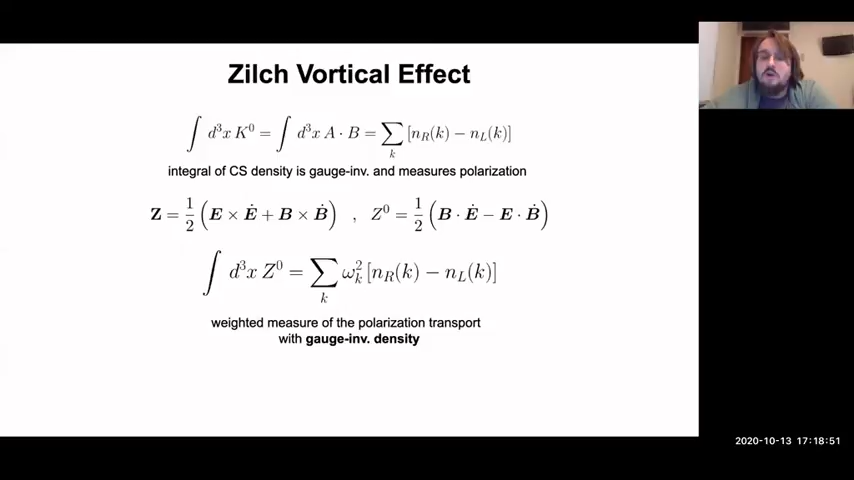 Zilch Vortical Effect
∫ d³x K⁰ = ∫ d³x A · B = ∑ₖ [n_R(k) − n_L(k)]
integral of CS density is gauge-inv. and measures polarization
Z = 1/2 (E × Ė + B × Ḃ) , Z⁰ = 1/2 (B · Ė − E · Ḃ)
∫ d³x Z⁰ = ∑ₖ ωₖ² [n_R(k) − n_L(k)]
weighted measure of the polarization transport
with gauge-inv. density
2020-10-13 17:18:51